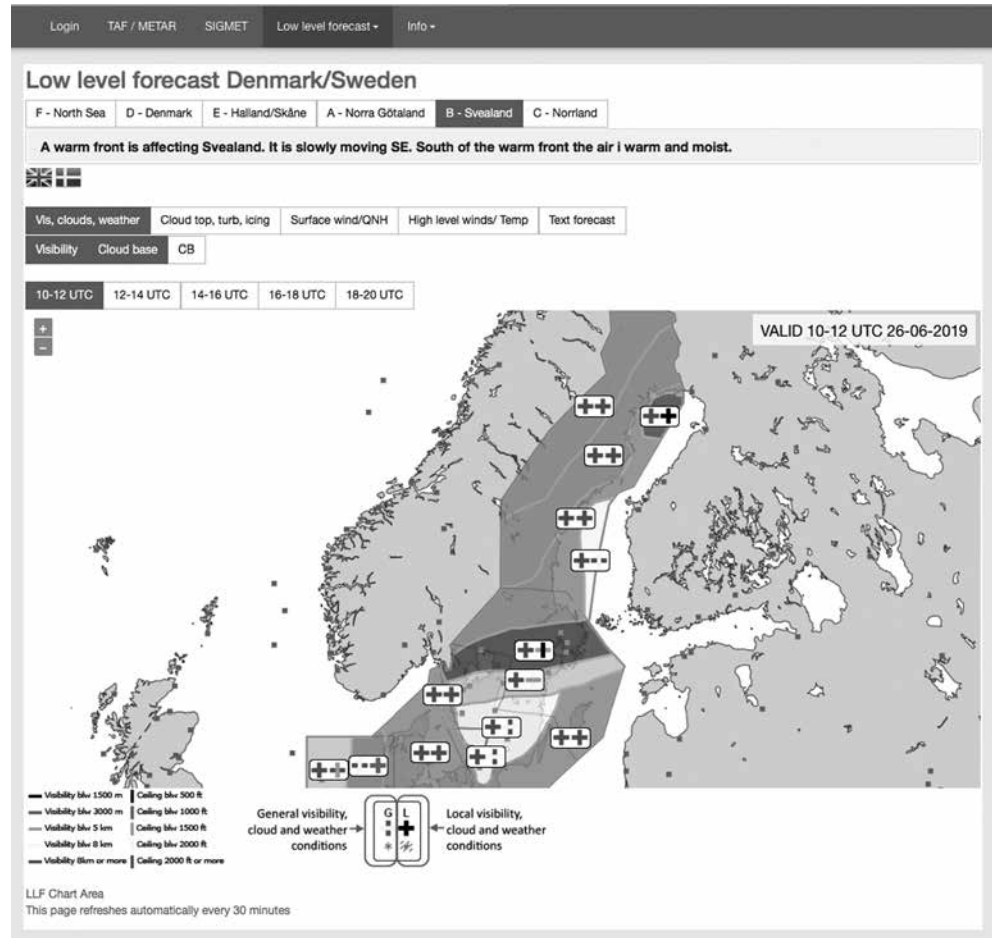 Login TAF / METAR SIGMET Low level forecast Info
Low level forecast Denmark/Sweden
F - North Sea D - Denmark E - Halland/Skåne A - Norra Götaland B - Svealand C - Norrland
A warm front is affecting Svealand. It is slowly moving SE. South of the warm front the air i warm and moist.
Vis, clouds, weather Cloud top, turb, icing Surface wind/QNH High level winds/ Temp Text forecast
Visibility Cloud base CB
10-12 UTC 12-14 UTC 14-16 UTC 16-18 UTC 18-20 UTC
+
−
VALID 10-12 UTC 26-06-2019
Visibility blw 1500 m Ceiling blw 500 ft
Visibility blw 3000 m Ceiling blw 1000 ft
Visibility blw 5 km Ceiling blw 1500 ft
Visibility blw 8 km Ceiling blw 2000 ft
Visibility 8km or more Ceiling 2000 ft or more
General visibility,
cloud and weather
conditions
G L
Local visibility,
cloud and weather
conditions
LLF Chart Area
This page refreshes automatically every 30 minutes